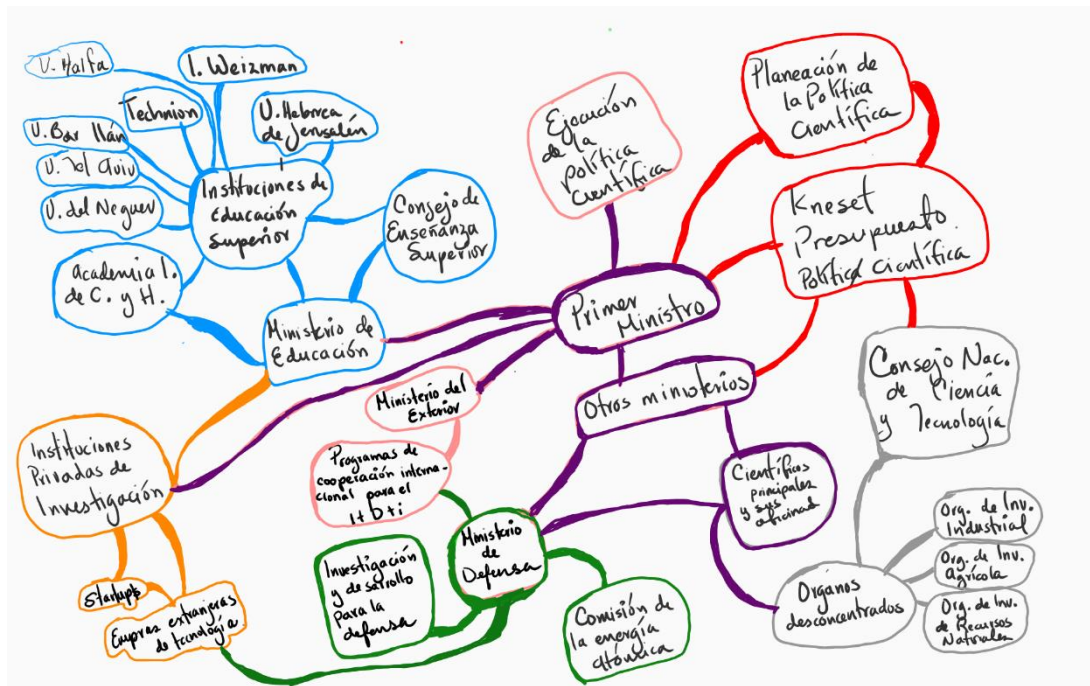 U. Haifa
I. Weizman
Technion
U. Hebrea
de Jerusalén
U. Bar Ilán
U. Tel Aviv
U. del Neguev
Instituciones de
Educación
Superior
Consejo de
Enseñanza
Superior
Academia I.
de C. y H.
Ministerio de
Educación
Ejecución
de la
política
científica
Planeación de
la Política
Científica
Kneset
Presupuesto
Política Científica
Primer
Ministro
Otros ministerios
Consejo Nac.
de Ciencia
y Tecnología
Ministerio del
Exterior
Programas de
cooperación interna-
cional para el
I+D+i
Instituciones
Privadas de
Investigación
Startups
Empras extranjeras
de tecnología
Ministerio
de
Defensa
Investigación
y desarrollo
para la
defensa
Comisión de
la energía
atómica
Científicos
principales
y sus
oficinas
Organos
desconcentrados
Org. de Inv.
Industrial
Org. de Inv.
Agrícola
Org. de Inv.
de Recursos
Naturales